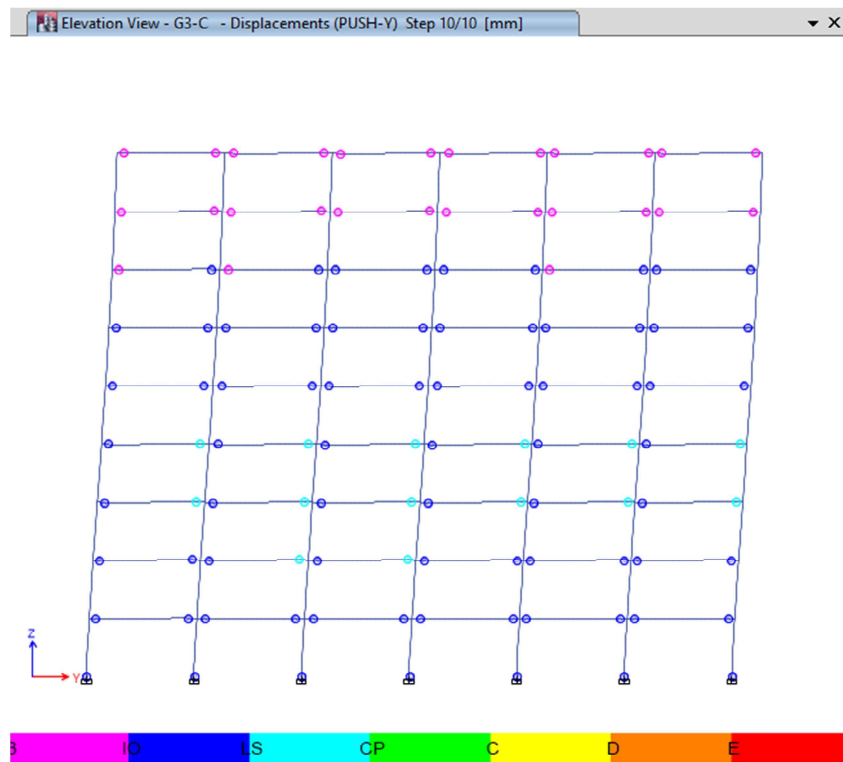 Elevation View - G3-C - Displacements (PUSH-Y) Step 10/10 [mm]
Z
Y
B IO LS CP C D E